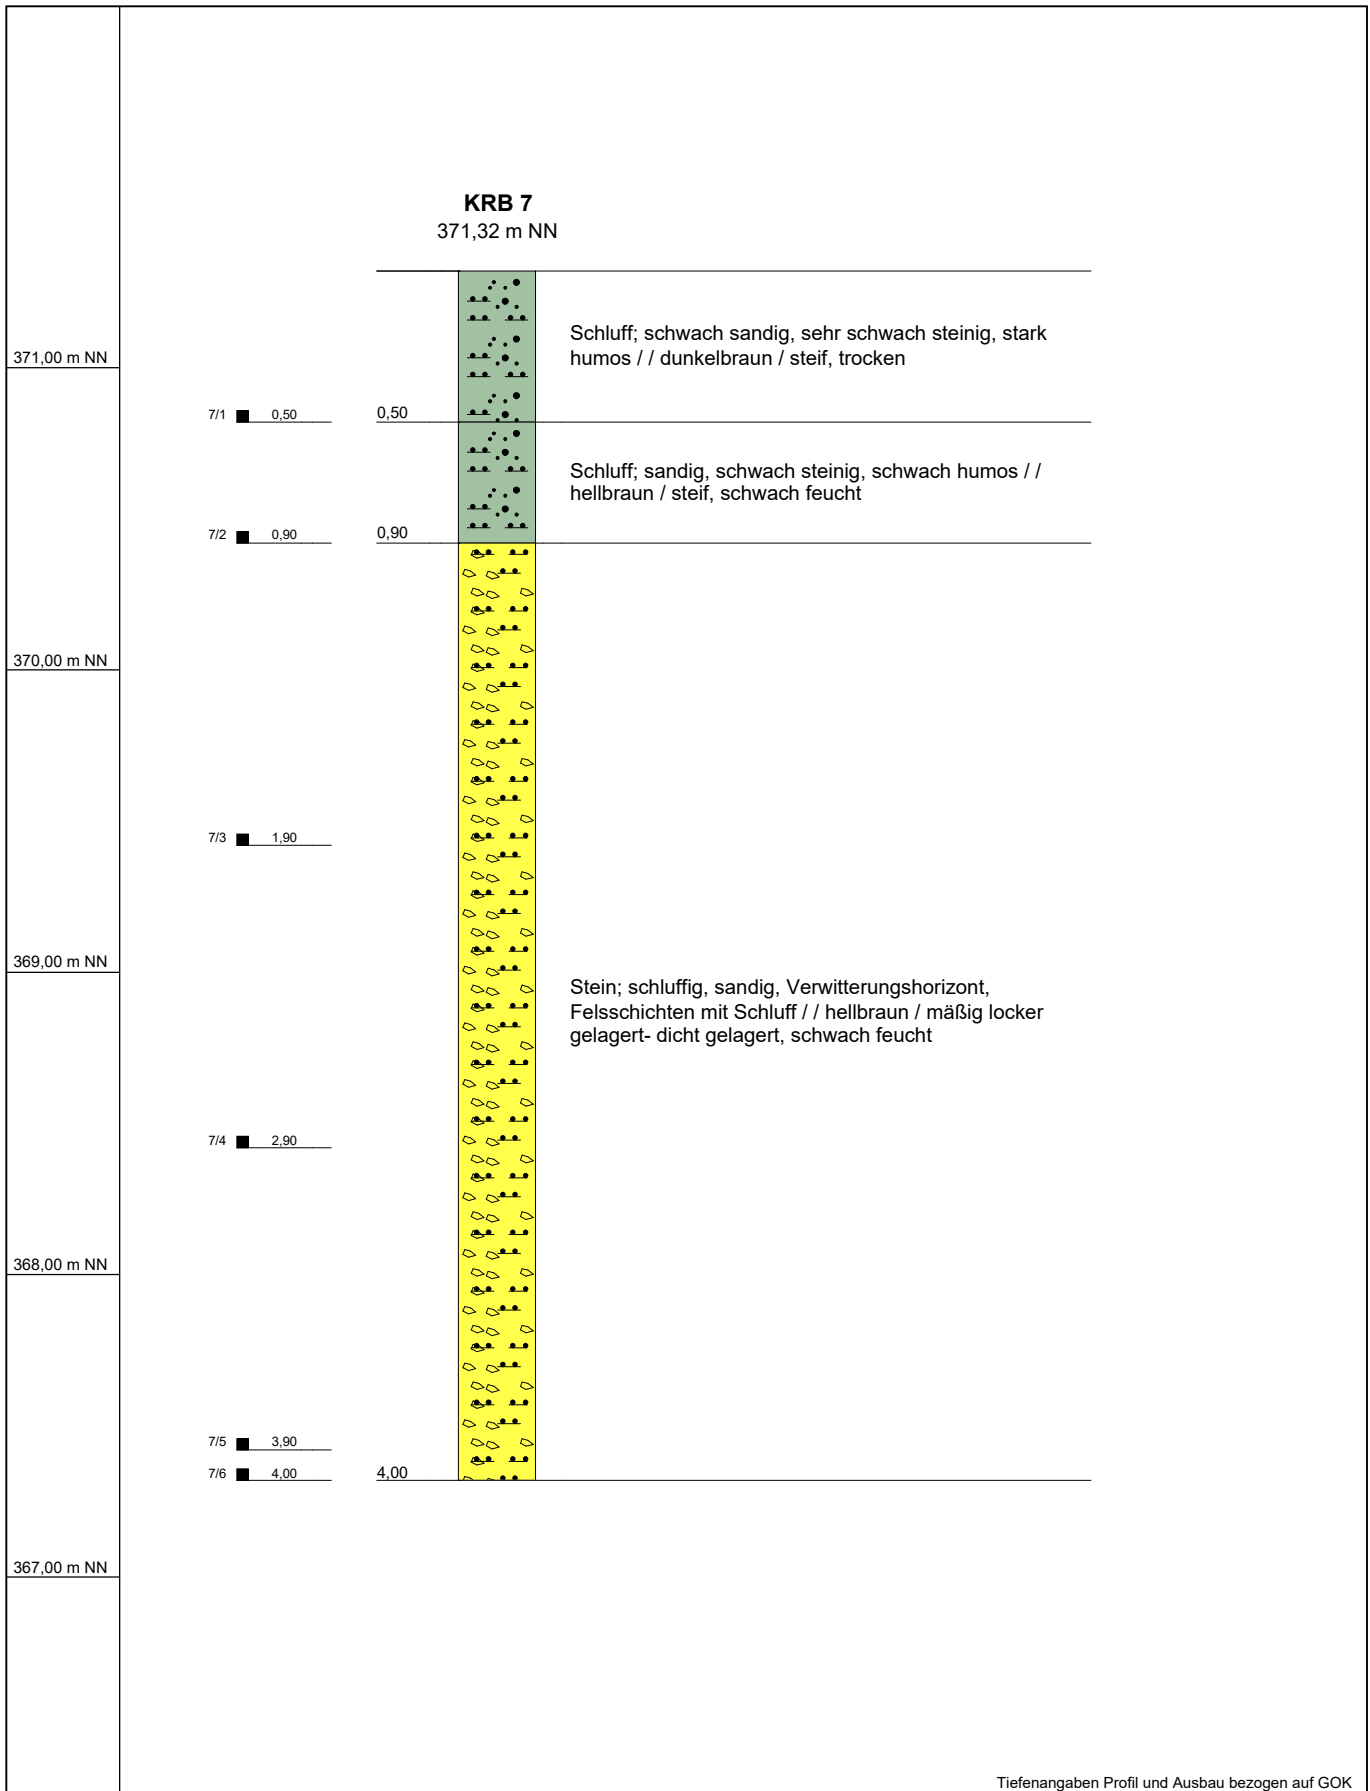 KRB 7
371,32 m NN
Schluff; schwach sandig, sehr schwach steinig, stark
humos / / dunkelbraun / steif, trocken
371,00 m NN
7/1 0,50 0,50
Schluff; sandig, schwach steinig, schwach humos / /
hellbraun / steif, schwach feucht
7/2 0,90 0,90
370,00 m NN
7/3 1,90
369,00 m NN
Stein; schluffig, sandig, Verwitterungshorizont,
Felsschichten mit Schluff / / hellbraun / mäßig locker
gelagert- dicht gelagert, schwach feucht
7/4 2,90
368,00 m NN
7/5 3,90
7/6 4,00 4,00
367,00 m NN
Tiefenangaben Profil und Ausbau bezogen auf GOK